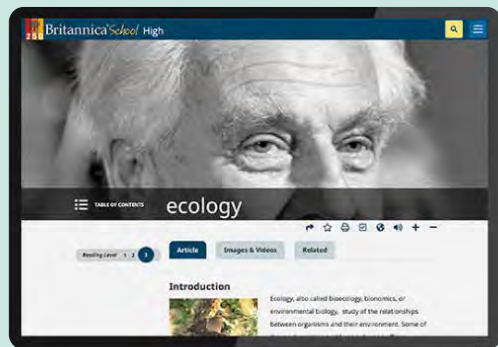 250
Britannica School High
TABLE OF CONTENTS
ecology
Reading Level 1 2 3
Article
Images & Videos
Related
Introduction
Ecology, also called bioecology, bionomics, or
environmental biology, study of the relationships
between organisms and their environment. Some of